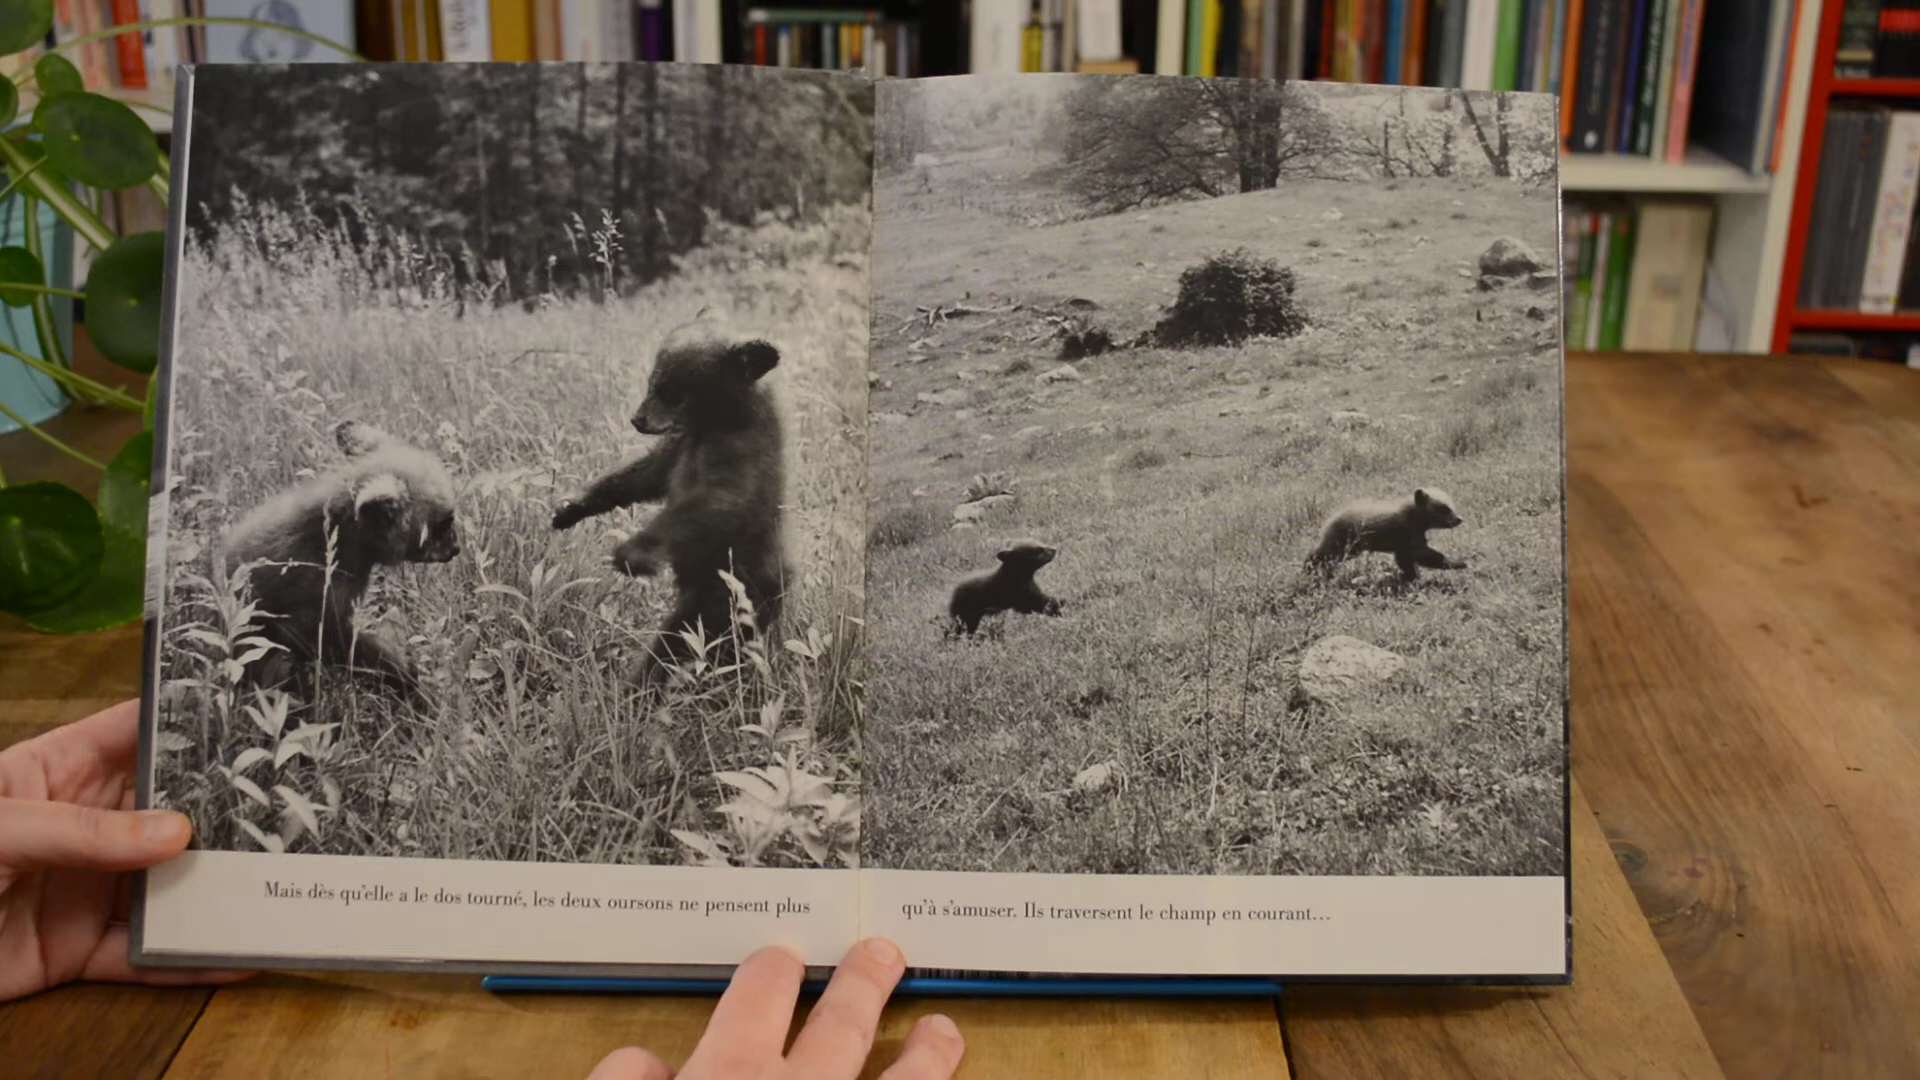 Mais dès qu'elle a le dos tourné, les deux oursons ne pensent plus
qu'à s'amuser. Ils traversent le champ en courant…